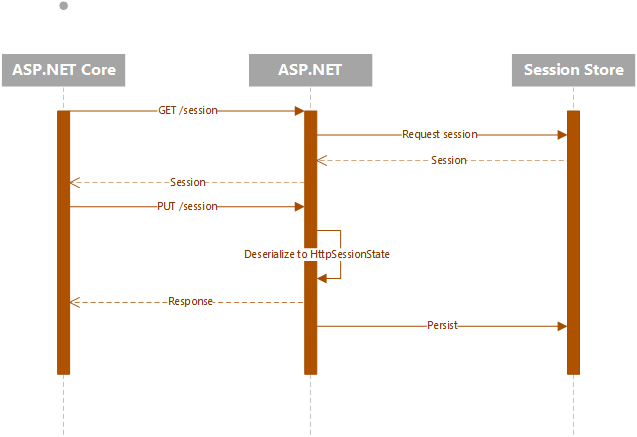 ASP.NET Core
ASP.NET
Session Store
GET /session
Request session
Session
Session
PUT /session
Deserialize to HttpSessionState
Response
Persist